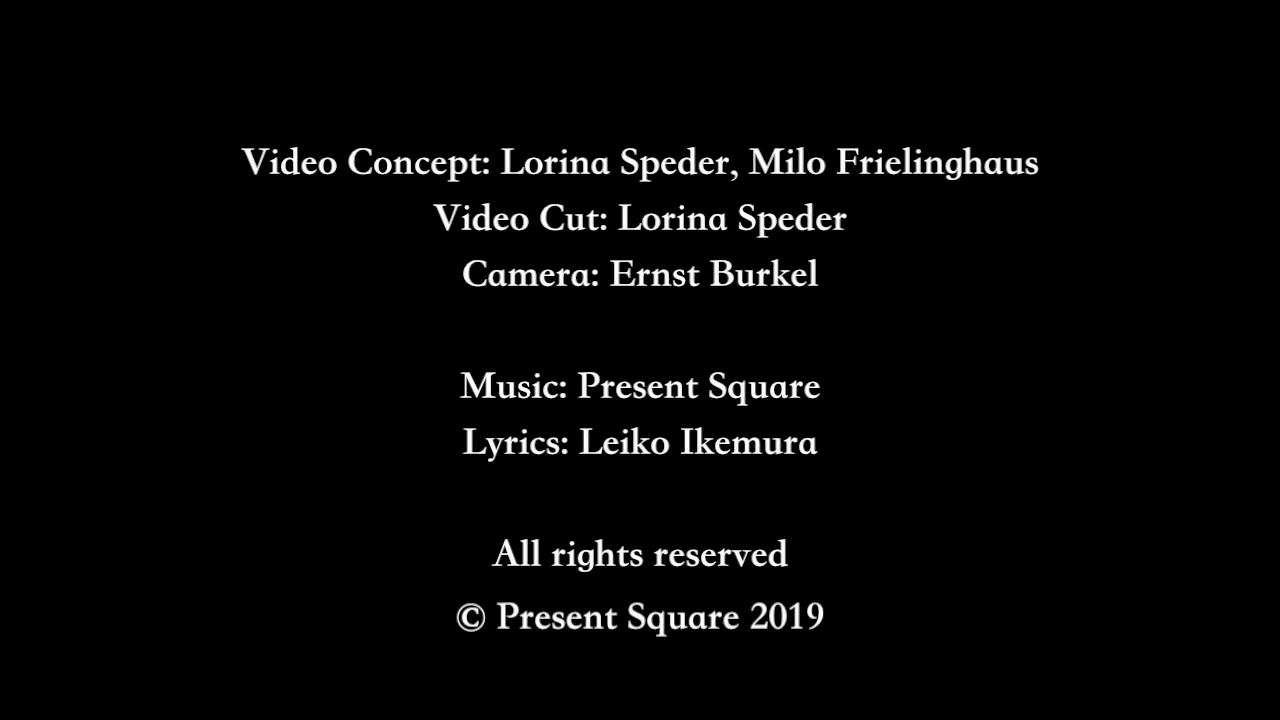 Video Concept: Lorina Speder, Milo Frielinghaus
Video Cut: Lorina Speder
Camera: Ernst Burkel
Music: Present Square
Lyrics: Leiko Ikemura
All rights reserved
© Present Square 2019